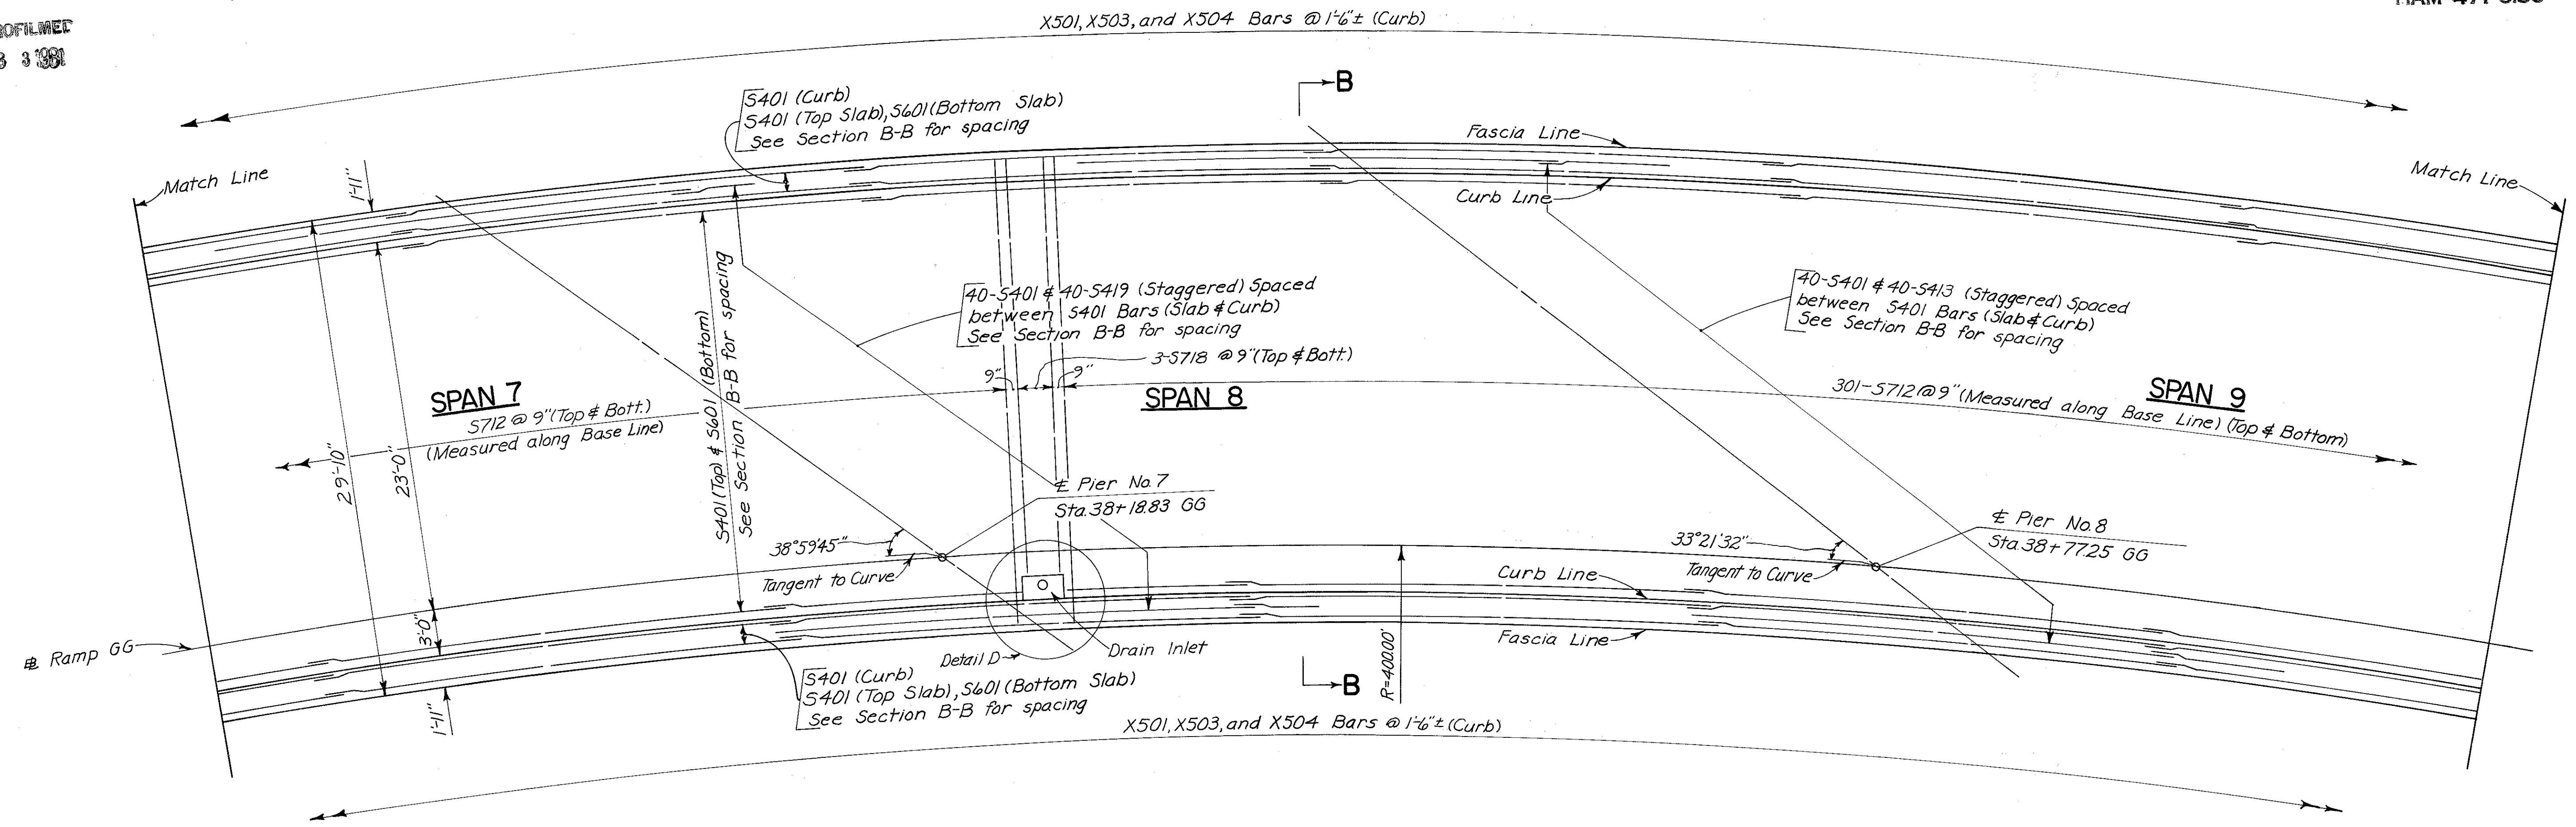 X501, X503, and X504 Bars @ 1'-6"± (Curb)
B
S401 (Curb)
S401 (Top Slab), S601 (Bottom Slab)
See Section B-B for spacing
Fascia Line
Match Line
1'-11"
Curb Line
Match Line
40-S401 & 40-S419 (Staggered) Spaced
between S401 Bars (Slab & Curb)
See Section B-B for spacing
40-S401 & 40-S413 (Staggered) Spaced
between S401 Bars (Slab & Curb)
See Section B-B for spacing
3-S718 @ 9" (Top & Bott.)
9"
9"
SPAN 7
S712 @ 9" (Top & Bott.)
(Measured along Base Line)
SPAN 8
SPAN 9
301-S712 @ 9" (Measured along Base Line) (Top & Bottom)
29'-10"
23'-0"
S401 (Top) & S601 (Bottom)
See Section B-B for spacing
℄ Pier No. 7
Sta. 38+18.83 GG
℄ Pier No. 8
Sta. 38+77.25 GG
38°59'45"
Tangent to Curve
33°21'32"
Tangent to Curve
Curb Line
3'-0"
Ramp GG
Detail D
Drain Inlet
Fascia Line
R=400.00'
1'-11"
S401 (Curb)
S401 (Top Slab), S601 (Bottom Slab)
See Section B-B for spacing
B
X501, X503, and X504 Bars @ 1'-6"± (Curb)